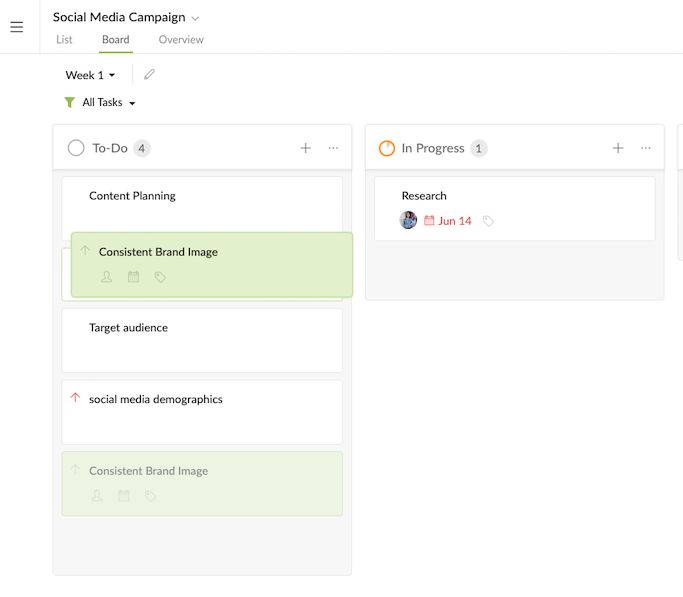 Social Media Campaign
List Board Overview
Week 1
All Tasks
To-Do 4
Content Planning
Consistent Brand Image
Target audience
social media demographics
Consistent Brand Image
In Progress 1
Research
Jun 14